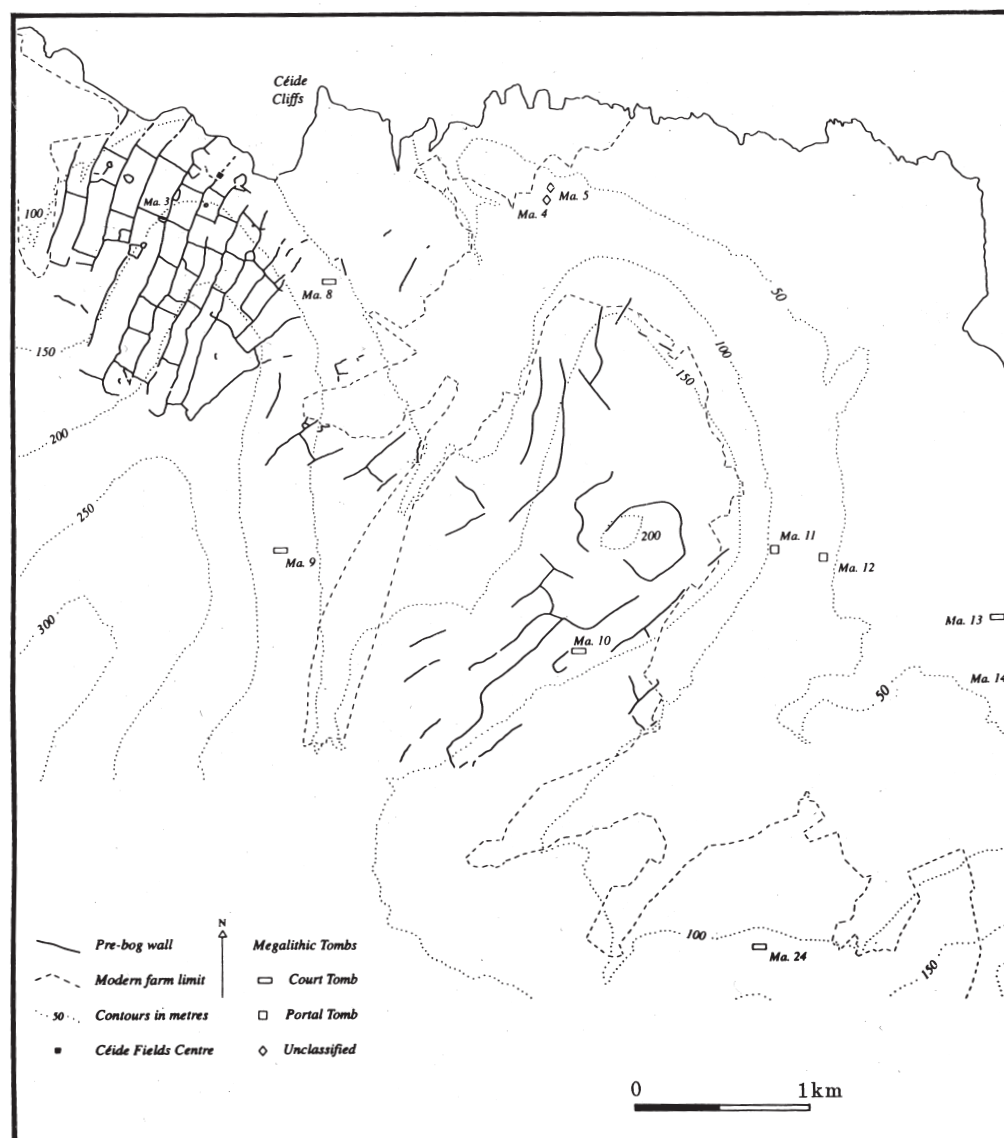 Céide
Cliffs
Ma. 3
100
Ma. 5
Ma. 4
50
Ma. 8
100
150
150
200
250
200
Ma. 11
Ma. 9
Ma. 12
300
Ma. 10
Ma. 13
Ma. 14
50
N
100
Pre-bog wall
Megalithic Tombs
Ma. 24
150
Modern farm limit
Court Tomb
50
Contours in metres
Portal Tomb
Céide Fields Centre
Unclassified
0 1km